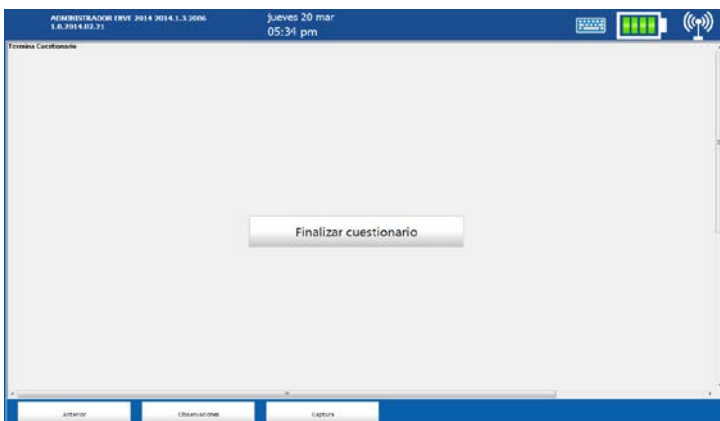 ADMINISTRADOR ENVE 2014 2014.1.3.2006
1.0.2014.02.21
jueves 20 mar
05:34 pm
Termina Cuestionario
Finalizar cuestionario
Anterior
Observaciones
Captura